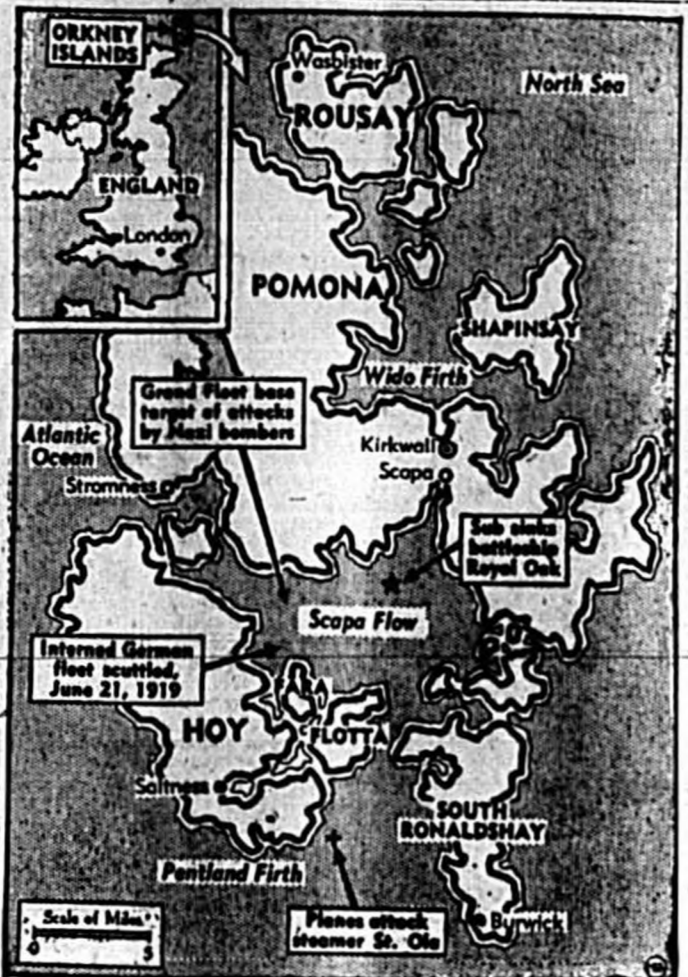 ORKNEY
ISLANDS
Wasbister
ROUSAY
North Sea
ENGLAND
London
POMONA
SHAPINSAY
Wido Firth
Grand Fleet base
target of attacks
by Nazi bombers
Atlantic
Ocean
Kirkwall
Scapa
Stromness
Sub sinks
battleship
Royal Oak
Scapa Flow
Interned German
fleet scuttled,
June 21, 1919
HOY
FLOTTA
Saltness
SOUTH
RONALDSHAY
Pentland Firth
Burwick
Planes attack
steamer St. Ola
Scale of Miles
0 5